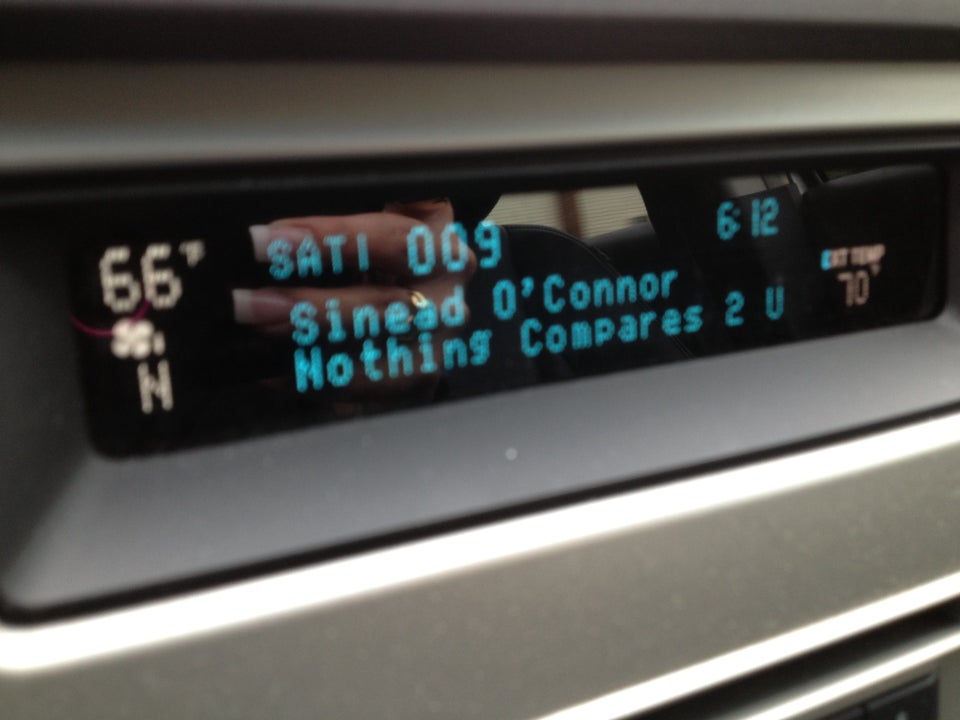 66°F
SAT1 009
6:12
Sinead O'Connor
Nothing Compares 2 U
EXT TEMP
70°
N